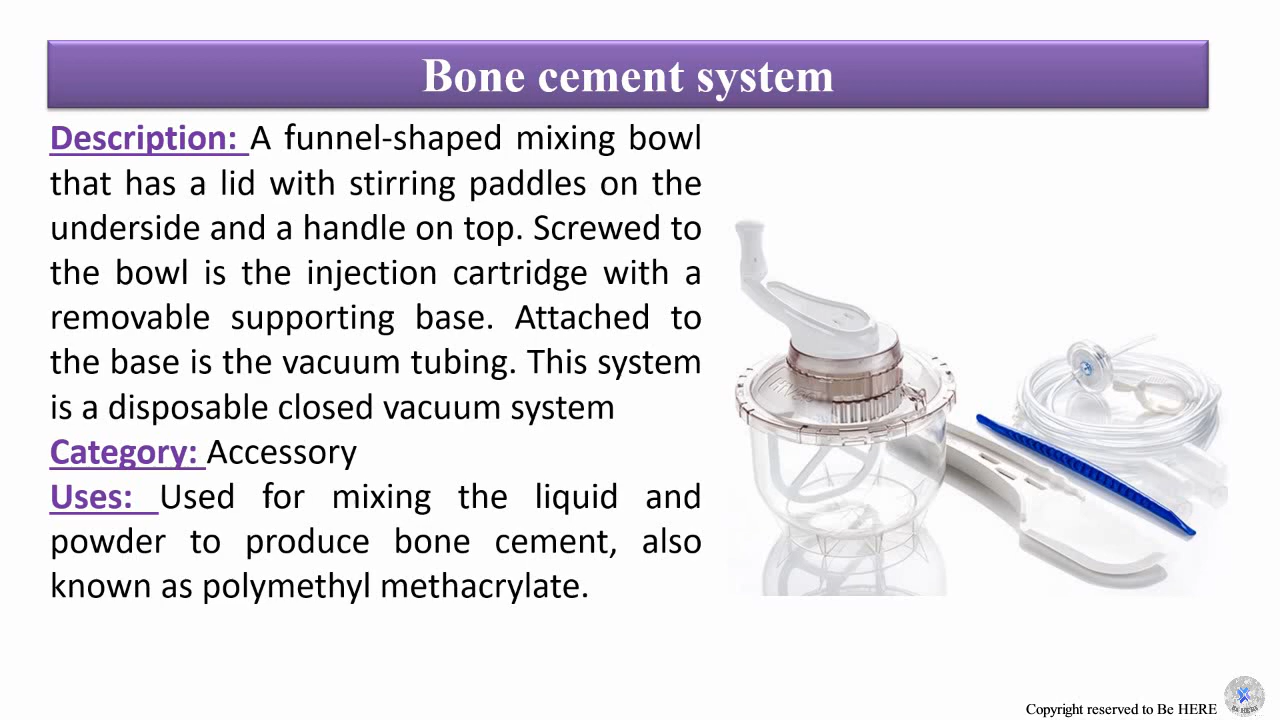 Bone cement system
Description: A funnel-shaped mixing bowl
that has a lid with stirring paddles on the
underside and a handle on top. Screwed to
the bowl is the injection cartridge with a
removable supporting base. Attached to
the base is the vacuum tubing. This system
is a disposable closed vacuum system
Category: Accessory
Uses: Used for mixing the liquid and
powder to produce bone cement, also
known as polymethyl methacrylate.
Copyright reserved to Be HERE